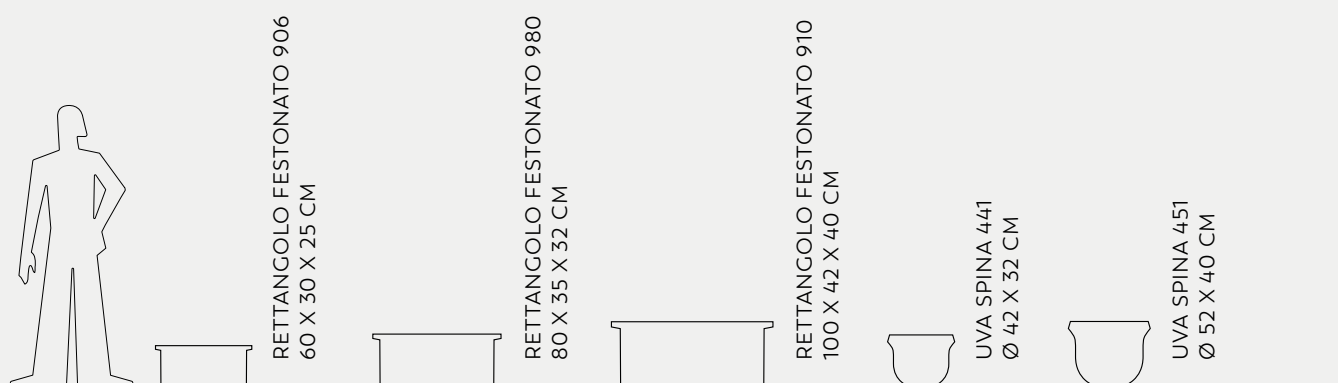 RETTANGOLO FESTONATO 906
60 X 30 X 25 CM
RETTANGOLO FESTONATO 980
80 X 35 X 32 CM
RETTANGOLO FESTONATO 910
100 X 42 X 40 CM
UVA SPINA 441
Ø 42 X 32 CM
UVA SPINA 451
Ø 52 X 40 CM